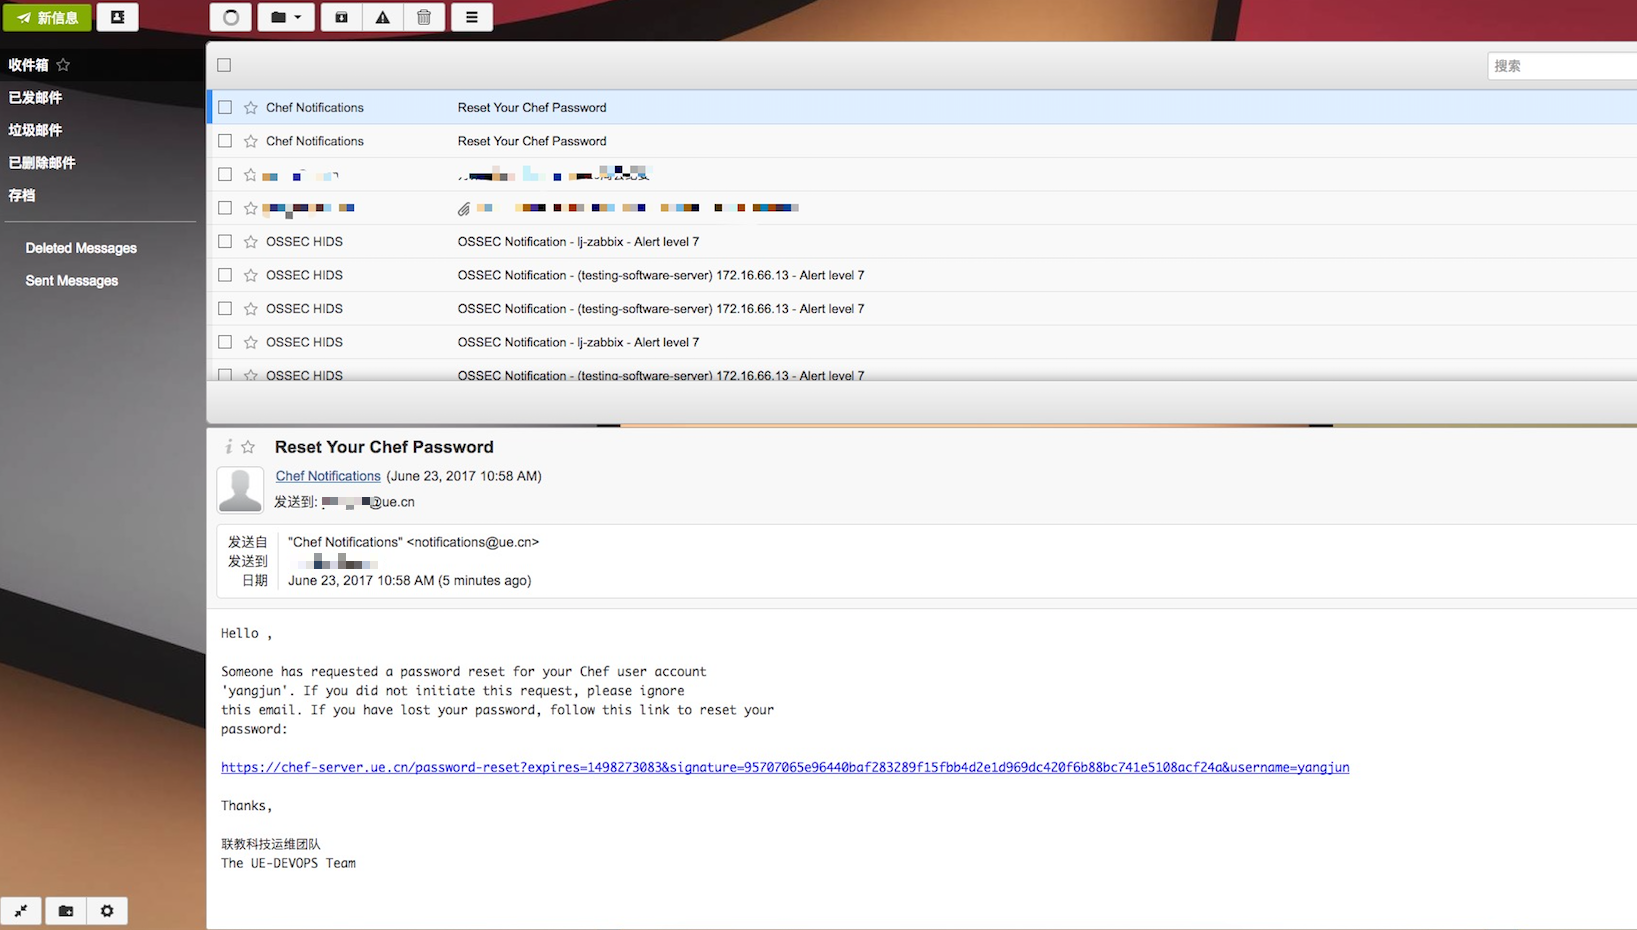 新信息
收件箱
已发邮件
垃圾邮件
已删除邮件
存档
Deleted Messages
Sent Messages
搜索
Chef Notifications Reset Your Chef Password
Chef Notifications Reset Your Chef Password
OSSEC HIDS OSSEC Notification - lj-zabbix - Alert level 7
OSSEC HIDS OSSEC Notification - (testing-software-server) 172.16.66.13 - Alert level 7
OSSEC HIDS OSSEC Notification - (testing-software-server) 172.16.66.13 - Alert level 7
OSSEC HIDS OSSEC Notification - lj-zabbix - Alert level 7
OSSEC HIDS OSSEC Notification - (testing-software-server) 172.16.66.13 - Alert level 7
Reset Your Chef Password
Chef Notifications (June 23, 2017 10:58 AM)
发送到: @ue.cn
发送自 "Chef Notifications" <notifications@ue.cn>
发送到
日期 June 23, 2017 10:58 AM (5 minutes ago)
Hello ,
Someone has requested a password reset for your Chef user account
'yangjun'. If you did not initiate this request, please ignore
this email. If you have lost your password, follow this link to reset your
password:
https://chef-server.ue.cn/password-reset?expires=1498273083&signature=95707065e96440baf283289f15fbb4d2e1d969dc420f6b88bc741e5108acf24a&username=yangjun
Thanks,
联教科技运维团队
The UE-DEVOPS Team